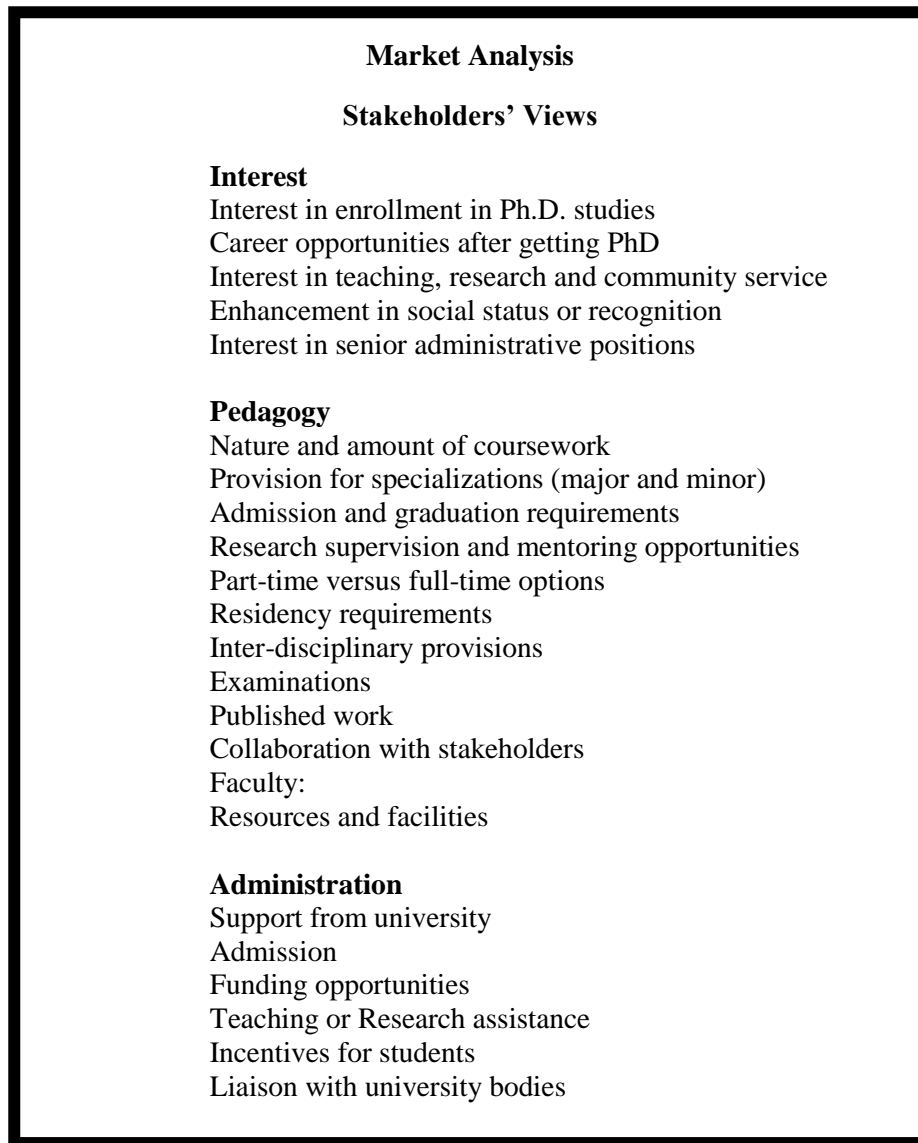 Market Analysis
Stakeholders’ Views
Interest
Interest in enrollment in Ph.D. studies
Career opportunities after getting PhD
Interest in teaching, research and community service
Enhancement in social status or recognition
Interest in senior administrative positions
Pedagogy
Nature and amount of coursework
Provision for specializations (major and minor)
Admission and graduation requirements
Research supervision and mentoring opportunities
Part-time versus full-time options
Residency requirements
Inter-disciplinary provisions
Examinations
Published work
Collaboration with stakeholders
Faculty:
Resources and facilities
Administration
Support from university
Admission
Funding opportunities
Teaching or Research assistance
Incentives for students
Liaison with university bodies